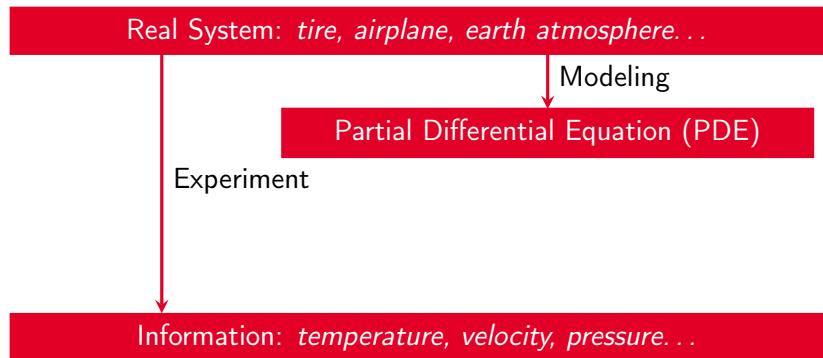 Real System: tire, airplane, earth atmosphere...
Modeling
Partial Differential Equation (PDE)
Experiment
Information: temperature, velocity, pressure...